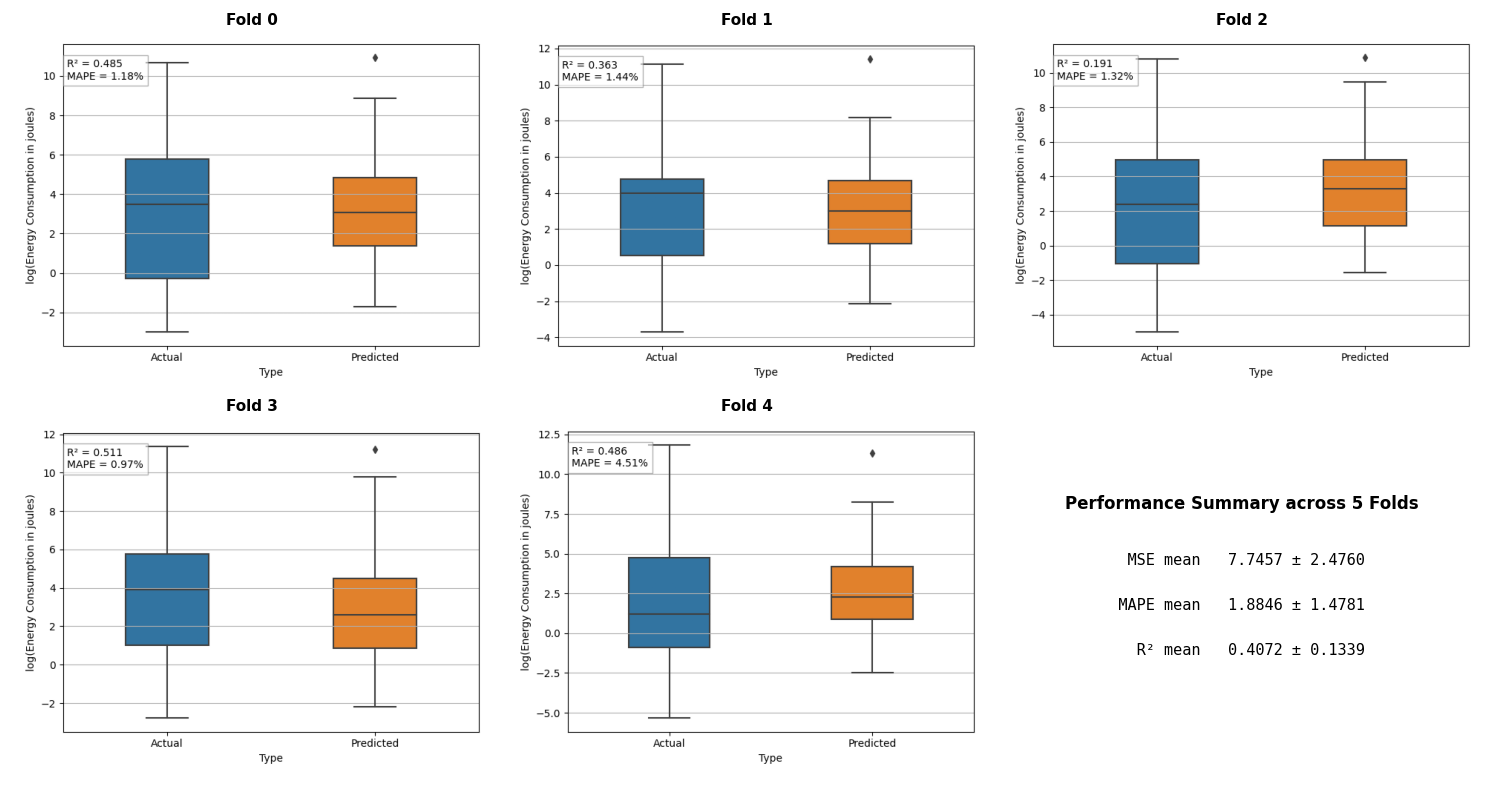 Fold 0
R² = 0.485
MAPE = 1.18%
log(Energy Consumption in joules)
10
8
6
4
2
0
−2
Actual
Predicted
Type
Fold 1
R² = 0.363
MAPE = 1.44%
log(Energy Consumption in joules)
12
10
8
6
4
2
0
−2
−4
Actual
Predicted
Type
Fold 2
R² = 0.191
MAPE = 1.32%
log(Energy Consumption in joules)
10
8
6
4
2
0
−2
−4
Actual
Predicted
Type
Fold 3
R² = 0.511
MAPE = 0.97%
log(Energy Consumption in joules)
12
10
8
6
4
2
0
−2
Actual
Predicted
Type
Fold 4
R² = 0.486
MAPE = 4.51%
log(Energy Consumption in joules)
12.5
10.0
7.5
5.0
2.5
0.0
−2.5
−5.0
Actual
Predicted
Type
Performance Summary across 5 Folds
MSE mean 7.7457 ± 2.4760
MAPE mean 1.8846 ± 1.4781
R² mean 0.4072 ± 0.1339